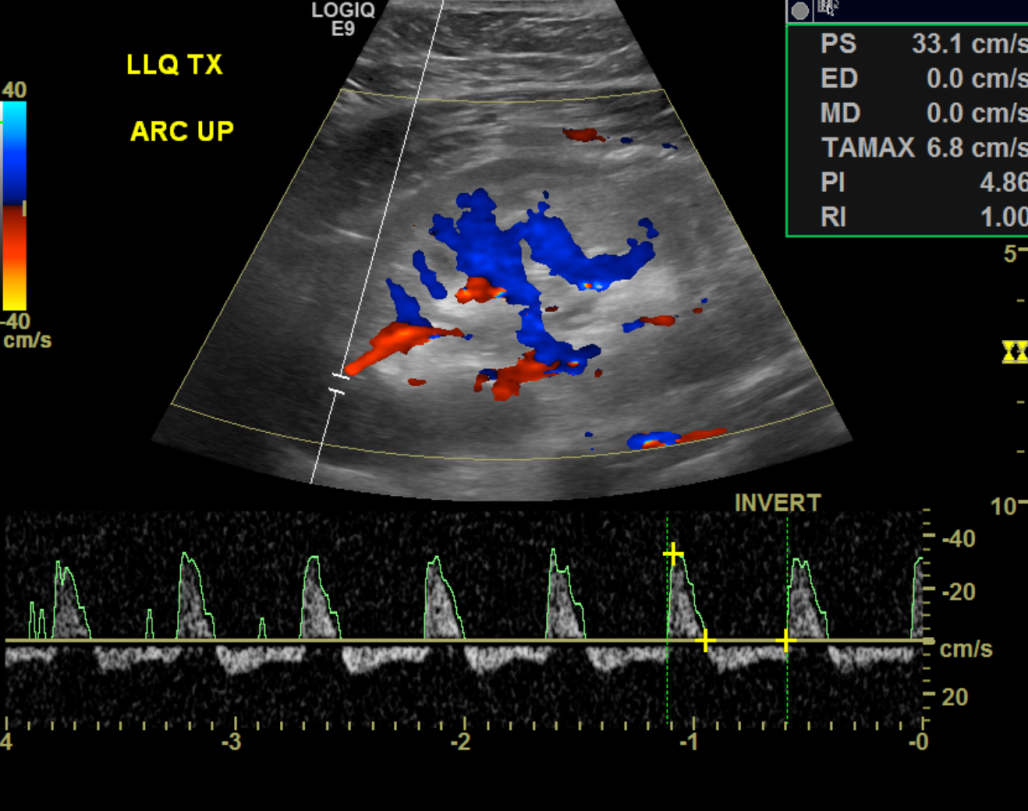 LOGIQ
E9
LLQ TX
ARC UP
40
-40
cm/s
PS 33.1 cm/s
ED 0.0 cm/s
MD 0.0 cm/s
TAMAX 6.8 cm/s
PI 4.86
RI 1.00
5
10
INVERT
-40
-20
cm/s
20
4 -3 -2 -1 -0